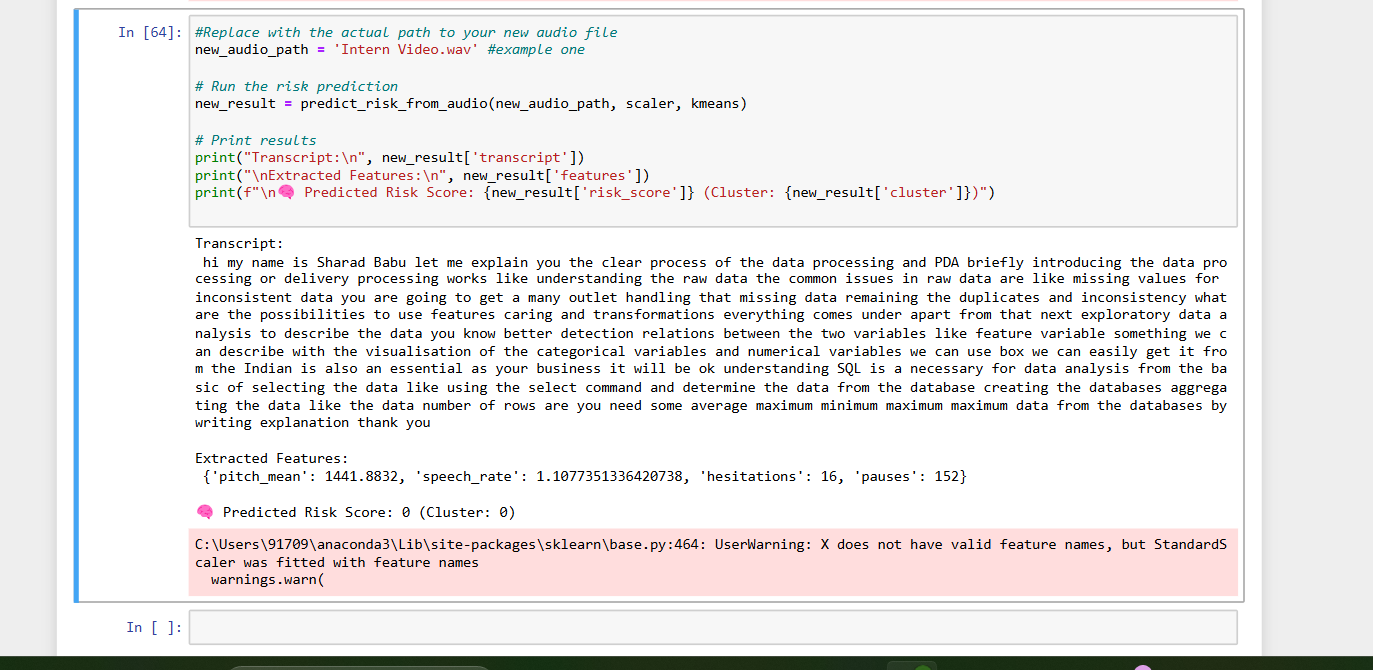 In [64]: #Replace with the actual path to your new audio file
new_audio_path = 'Intern Video.wav' #example one
# Run the risk prediction
new_result = predict_risk_from_audio(new_audio_path, scaler, kmeans)
# Print results
print("Transcript:\n", new_result['transcript'])
print("\nExtracted Features:\n", new_result['features'])
print(f"\n🧠 Predicted Risk Score: {new_result['risk_score']} (Cluster: {new_result['cluster']})")
Transcript:
hi my name is Sharad Babu let me explain you the clear process of the data processing and PDA briefly introducing the data pro
cessing or delivery processing works like understanding the raw data the common issues in raw data are like missing values for
inconsistent data you are going to get a many outlet handling that missing data remaining the duplicates and inconsistency what
are the possibilities to use features caring and transformations everything comes under apart from that next exploratory data a
nalysis to describe the data you know better detection relations between the two variables like feature variable something we c
an describe with the visualisation of the categorical variables and numerical variables we can use box we can easily get it fro
m the Indian is also an essential as your business it will be ok understanding SQL is a necessary for data analysis from the ba
sic of selecting the data like using the select command and determine the data from the database creating the databases aggrega
ting the data like the data number of rows are you need some average maximum minimum maximum maximum data from the databases by
writing explanation thank you
Extracted Features:
{'pitch_mean': 1441.8832, 'speech_rate': 1.1077351336420738, 'hesitations': 16, 'pauses': 152}
🧠 Predicted Risk Score: 0 (Cluster: 0)
C:\Users\91709\anaconda3\Lib\site-packages\sklearn\base.py:464: UserWarning: X does not have valid feature names, but StandardS
caler was fitted with feature names
warnings.warn(
In [ ]: